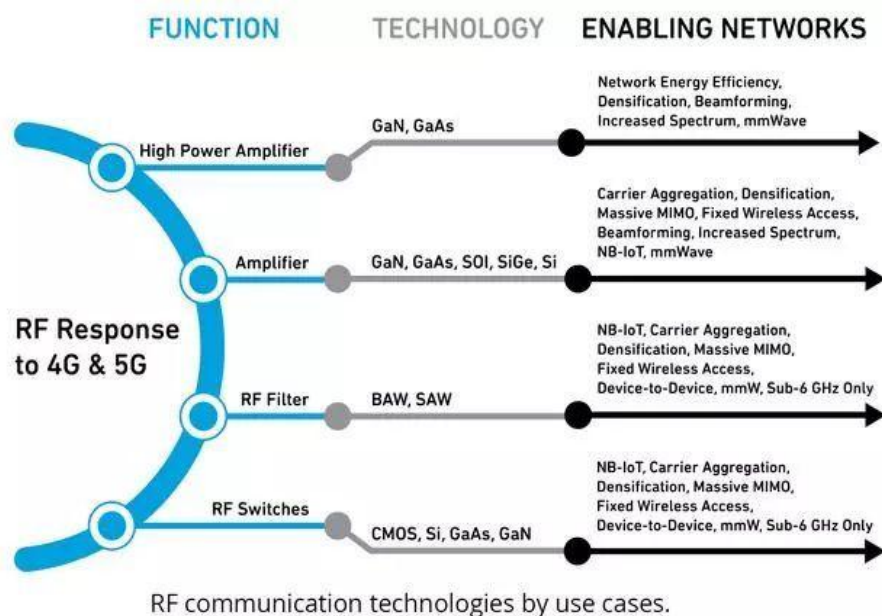 FUNCTION TECHNOLOGY ENABLING NETWORKS
Network Energy Efficiency,
Densification, Beamforming,
Increased Spectrum, mmWave
High Power Amplifier
GaN, GaAs
Carrier Aggregation, Densification,
Massive MIMO, Fixed Wireless Access,
Beamforming, Increased Spectrum,
NB-IoT, mmWave
Amplifier
GaN, GaAs, SOI, SiGe, Si
RF Response
to 4G & 5G
NB-IoT, Carrier Aggregation,
Densification, Massive MIMO,
Fixed Wireless Access,
Device-to-Device, mmW, Sub-6 GHz Only
RF Filter
BAW, SAW
NB-IoT, Carrier Aggregation,
Densification, Massive MIMO,
Fixed Wireless Access,
Device-to-Device, mmW, Sub-6 GHz Only
RF Switches
CMOS, Si, GaAs, GaN
RF communication technologies by use cases.